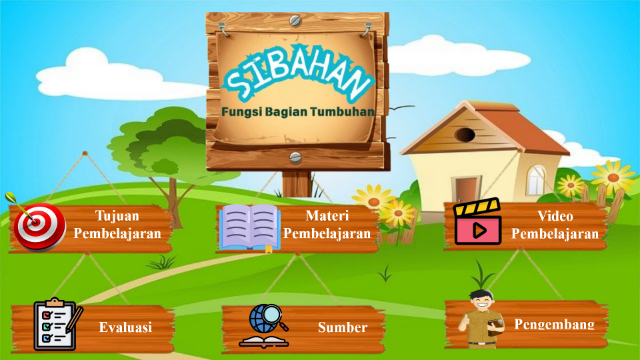 SIBAHAN
Fungsi Bagian Tumbuhan
Tujuan
Pembelajaran
Materi
Pembelajaran
Video
Pembelajaran
Evaluasi
Sumber
Pengembang